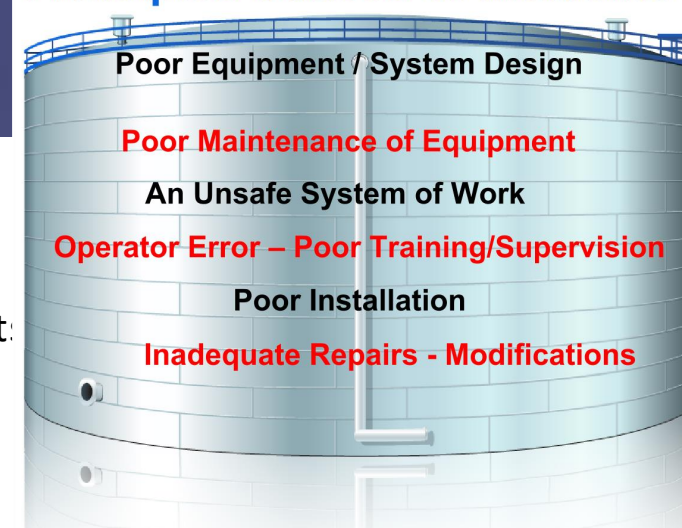 Poor Equipment / System Design
Poor Maintenance of Equipment
An Unsafe System of Work
Operator Error – Poor Training/Supervision
Poor Installation
Inadequate Repairs - Modifications